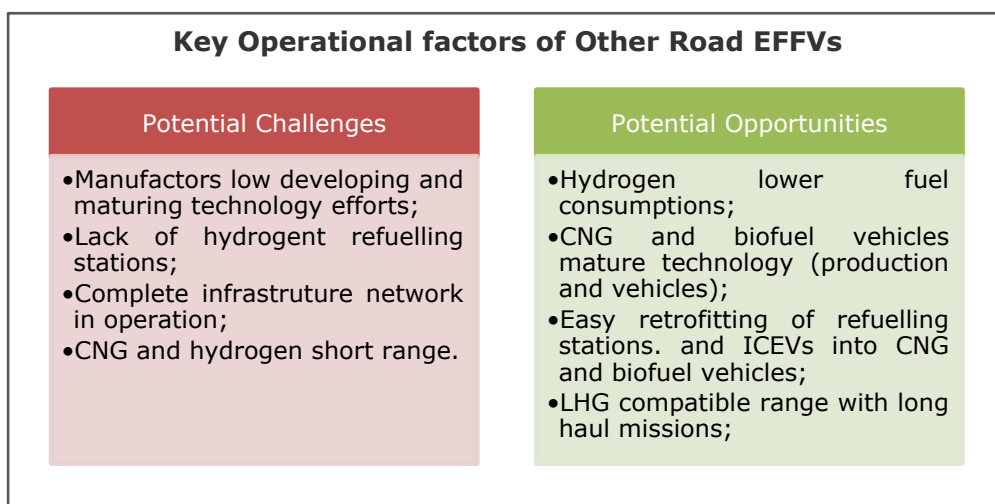 Key Operational factors of Other Road EFFVs
Potential Challenges
•Manufactors low developing and
maturing technology efforts;
•Lack of hydrogent refuelling
stations;
•Complete infrastruture network
in operation;
•CNG and hydrogen short range.
Potential Opportunities
•Hydrogen lower fuel
consumptions;
•CNG and biofuel vehicles
mature technology (production
and vehicles);
•Easy retrofitting of refuelling
stations. and ICEVs into CNG
and biofuel vehicles;
•LHG compatible range with long
haul missions;